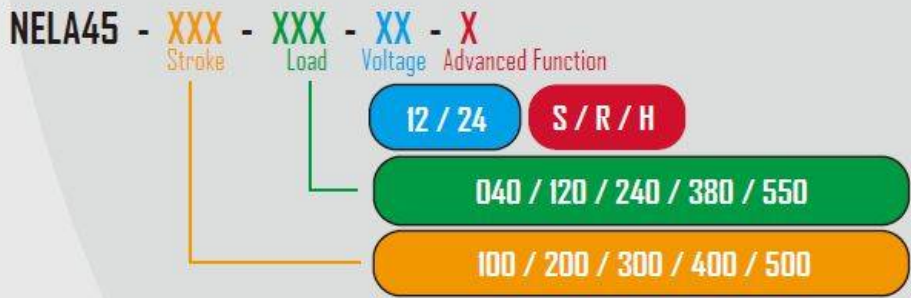 NELA45 - XXX - XXX - XX - X
Stroke Load Voltage Advanced Function
12 / 24 S / R / H
040 / 120 / 240 / 380 / 550
100 / 200 / 300 / 400 / 500